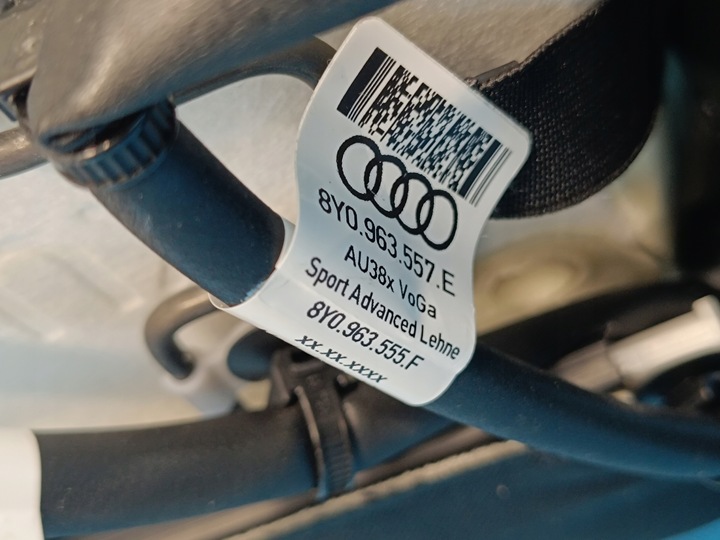 8Y0.963.557.E
AU38x VoGa
Sport Advanced Lehne
8Y0.963.555.F
xx.xx.xxxx